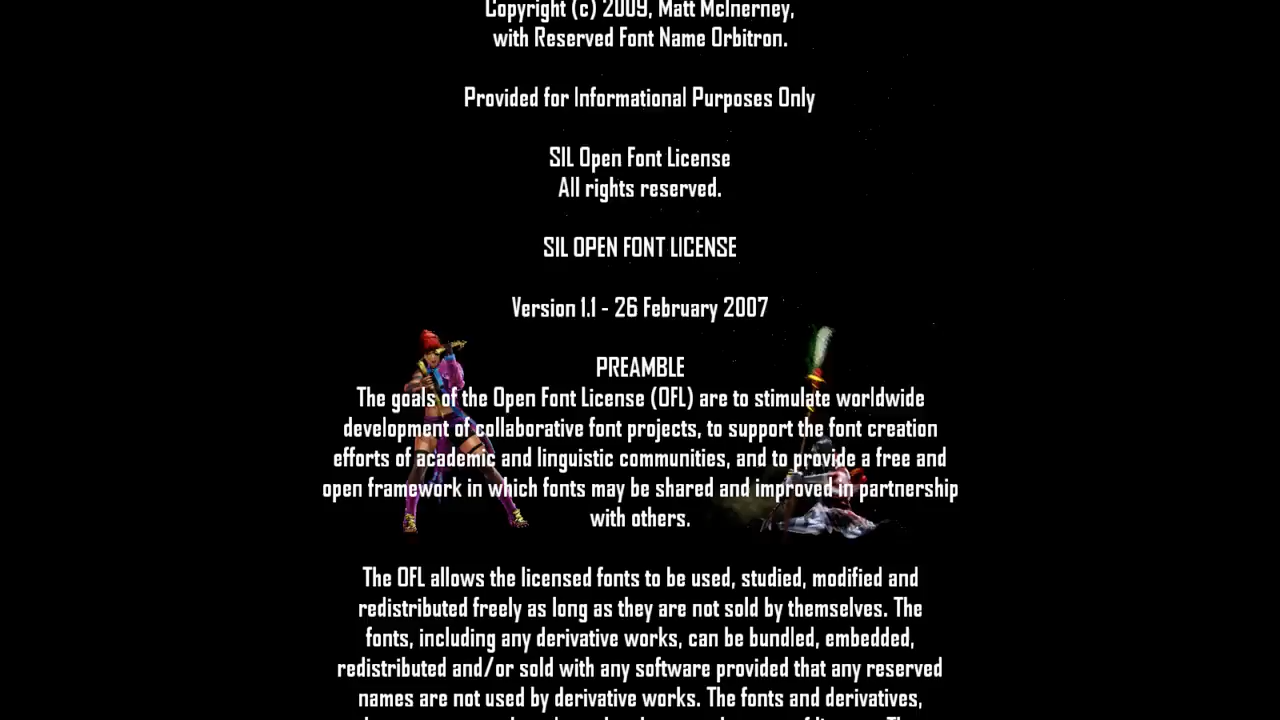 Copyright (c) 2009, Matt McInerney,
with Reserved Font Name Orbitron.
Provided for Informational Purposes Only
SIL Open Font License
All rights reserved.
SIL OPEN FONT LICENSE
Version 1.1 - 26 February 2007
PREAMBLE
The goals of the Open Font License (OFL) are to stimulate worldwide
development of collaborative font projects, to support the font creation
efforts of academic and linguistic communities, and to provide a free and
open framework in which fonts may be shared and improved in partnership
with others.
The OFL allows the licensed fonts to be used, studied, modified and
redistributed freely as long as they are not sold by themselves. The
fonts, including any derivative works, can be bundled, embedded,
redistributed and/or sold with any software provided that any reserved
names are not used by derivative works. The fonts and derivatives,